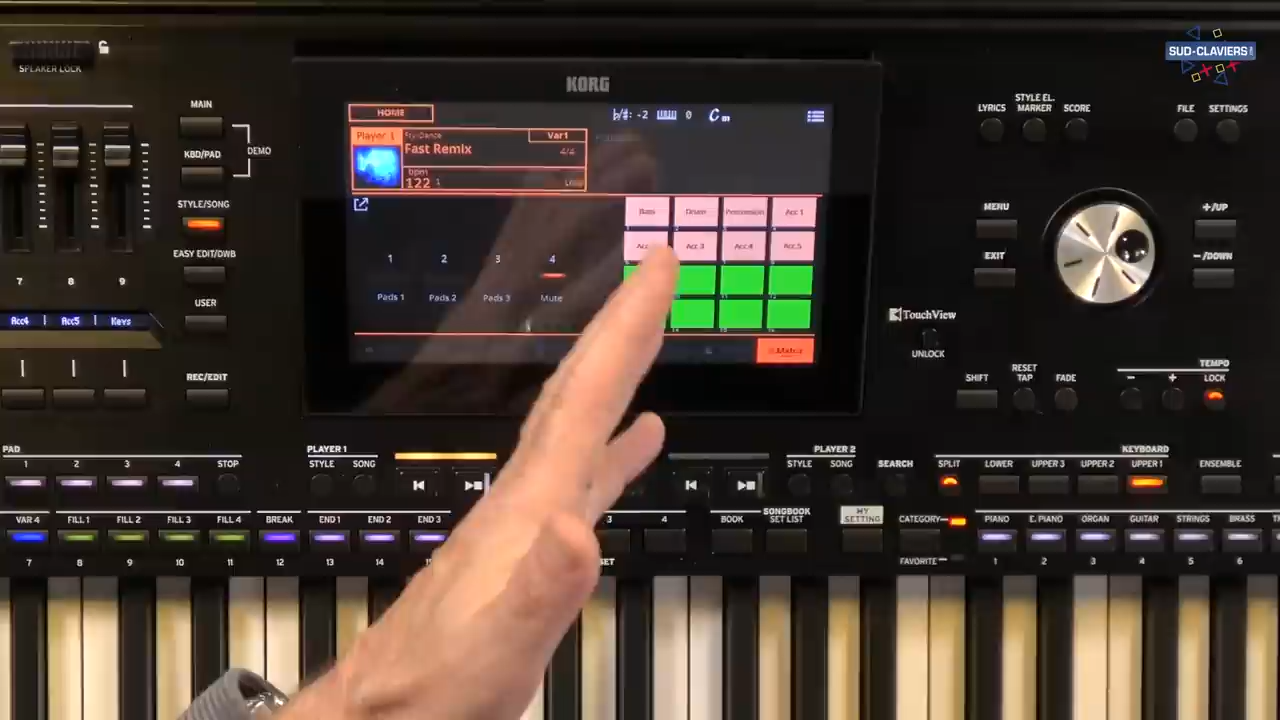 SUD-CLAVIERS
SPEAKER LOCK
MAIN
KBD/PAD
DEMO
STYLE/SONG
EASY EDIT/DWB
USER
REC/EDIT
7 8 9
Acc4 Acc5 Keys
KORG
HOME
♭/#: -2 0 Cm
Player 1
Var1
Fast Remix
4/4
bpm
122
Bass Drum Percussion Acc 1
Acc 3 Acc 4 Acc 5
1 2 3 4
Pads 1 Pads 2 Pads 3 Mute
LYRICS
STYLE EL.
MARKER
SCORE
FILE
SETTINGS
MENU
+/UP
EXIT
-/DOWN
TouchView
UNLOCK
SHIFT
RESET
TAP
FADE
TEMPO
- + LOCK
PAD
1 2 3 4 STOP
PLAYER 1
STYLE SONG
PLAYER 2
STYLE SONG
SEARCH
KEYBOARD
SPLIT LOWER UPPER 3 UPPER 2 UPPER 1
ENSEMBLE
VAR 4 FILL 1 FILL 2 FILL 3 FILL 4 BREAK END 1 END 2 END 3
3 4
BOOK
SONGBOOK
SET LIST
MY
SETTING
CATEGORY
FAVORITE
PIANO E. PIANO ORGAN GUITAR STRINGS BRASS
7 8 9 10 11 12 13 14
1 2 3 4 5 6